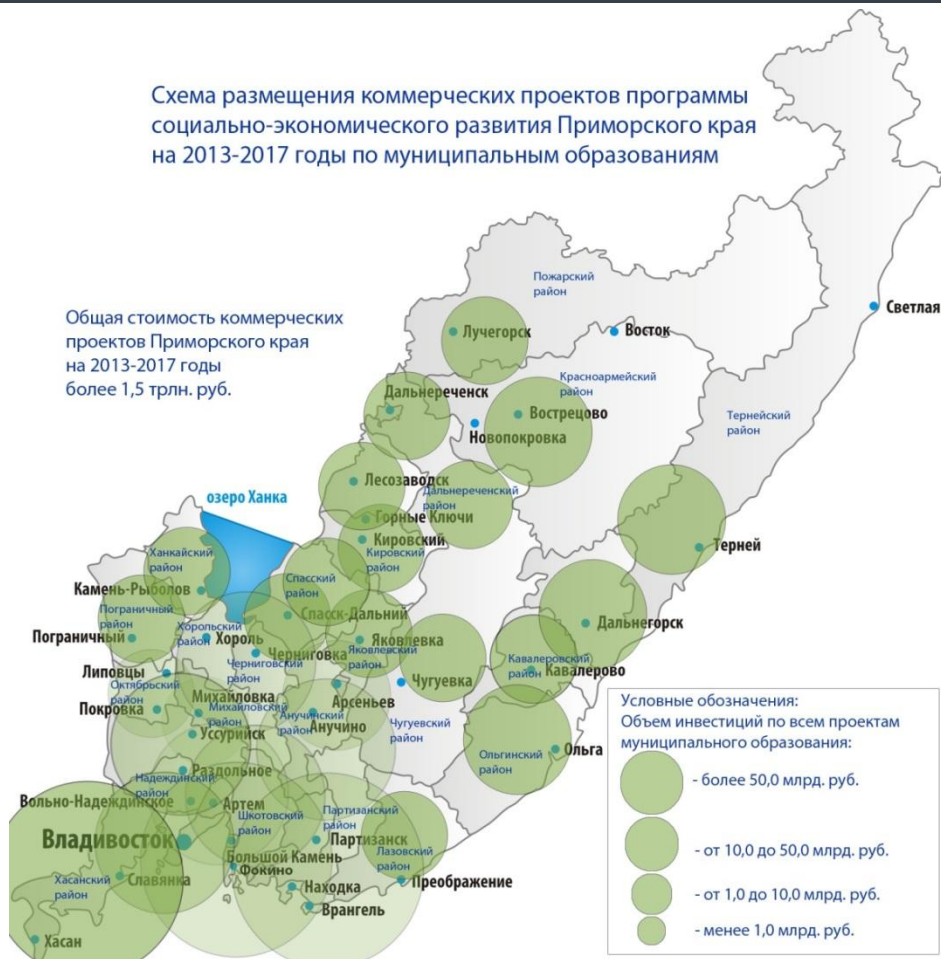 Схема размещения коммерческих проектов программы
социально-экономического развития Приморского края
на 2013-2017 годы по муниципальным образованиям
Общая стоимость коммерческих
проектов Приморского края
на 2013-2017 годы
более 1,5 трлн. руб.
Пожарский
район
Светлая
Лучегорск
Восток
Красноармейский
район
Дальнереченск
Вострецово
Новопокровка
Тернейский
район
Лесозаводск
Дальнереченский
район
озеро Ханка
Горные Ключи
Кировский
Терней
Ханкайский
район
Кировский
район
Спасский
район
Камень-Рыболов
Пограничный
район
Спасск-Дальний
Дальнегорск
Хорольский
район
Пограничный
Хороль
Яковлевка
Черниговка
Яковлевский
район
Черниговский
район
Кавалеровский
район
Кавалерово
Липовцы
Чугуевка
Октябрьский
район
Михайловка
Арсеньев
Покровка
Михайловский
район
Анучинский
район
Анучино
Чугуевский
район
Уссурийск
Ольга
Ольгинский
район
Раздольное
Надеждинский
район
Вольно-Надеждинское
Артем
Шкотовский
район
Партизанский
район
Владивосток
Партизанск
Лазовский
район
Большой Камень
Фокино
Хасанский
район
Славянка
Преображение
Находка
Врангель
Хасан
Условные обозначения:
Объем инвестиций по всем проектам
муниципального образования:
- более 50,0 млрд. руб.
- от 10,0 до 50,0 млрд. руб.
- от 1,0 до 10,0 млрд. руб.
- менее 1,0 млрд. руб.